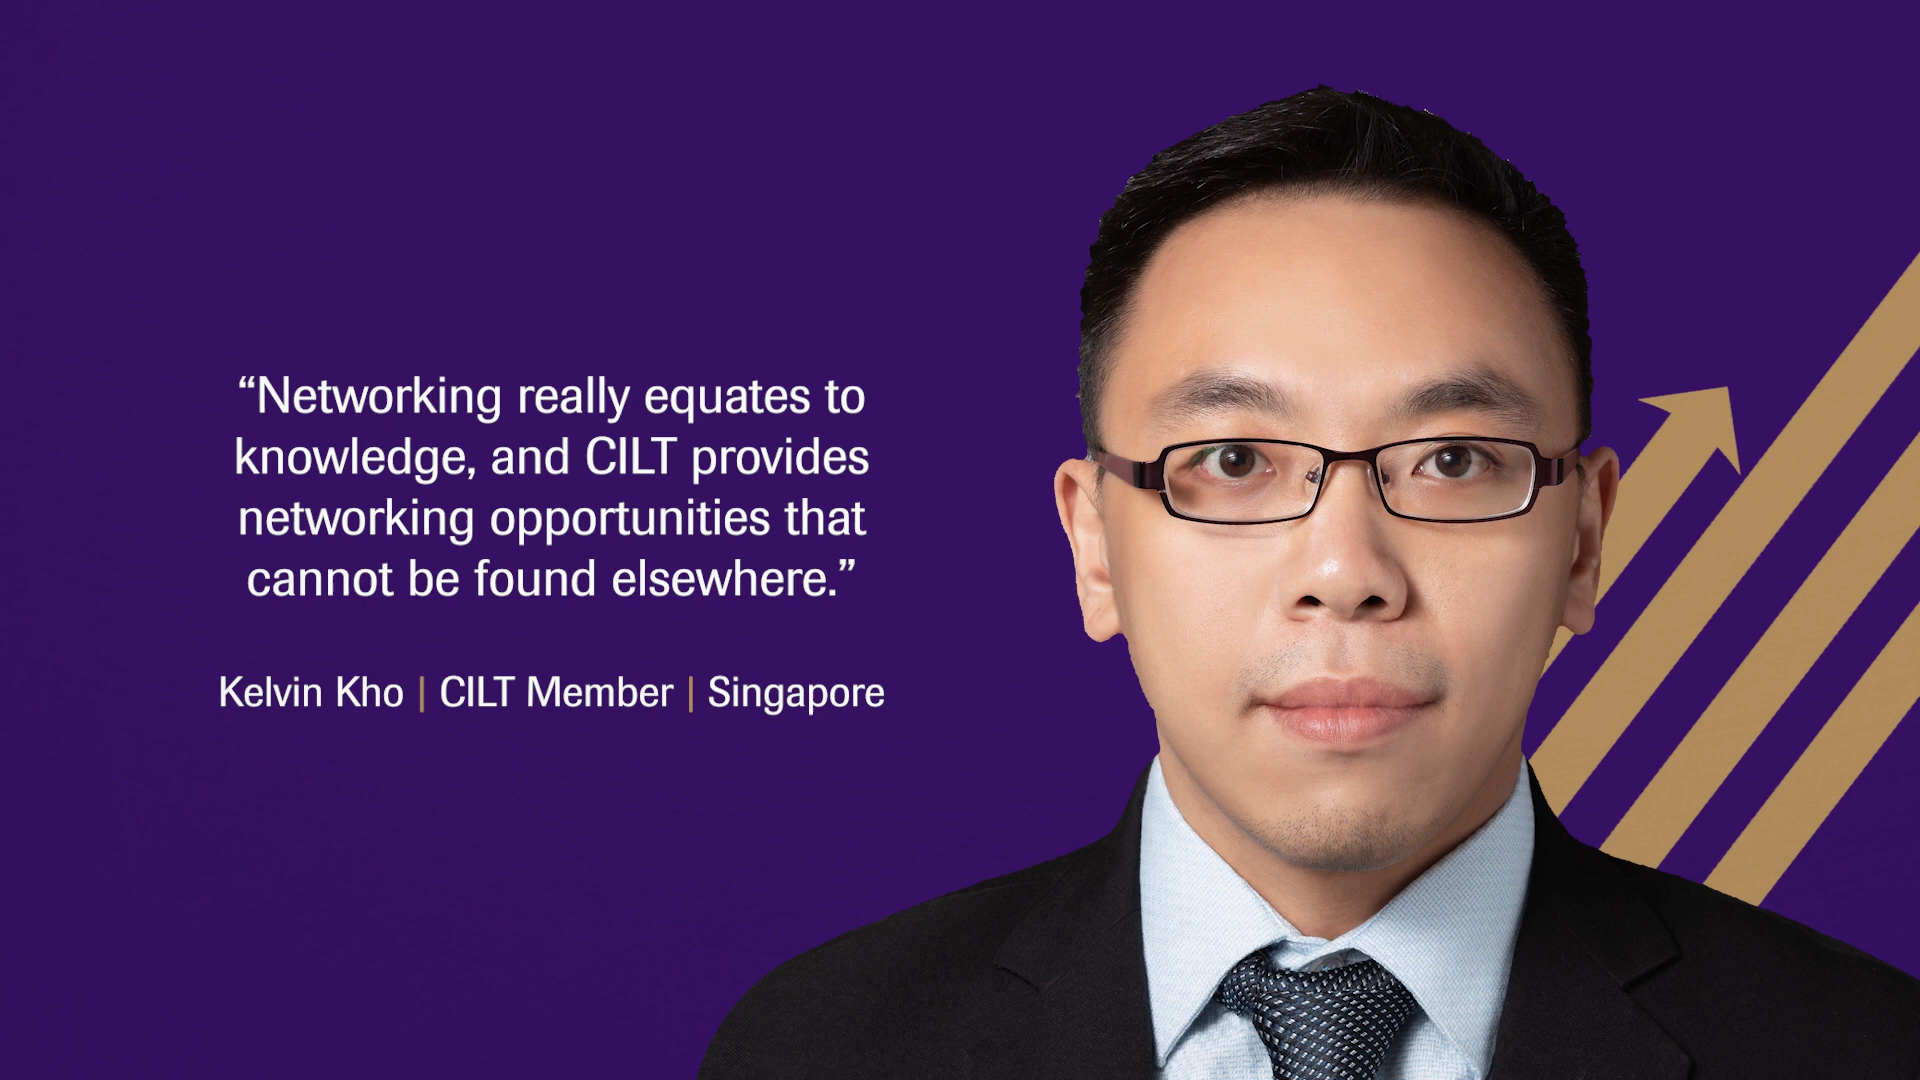 “Networking really equates to
knowledge, and CILT provides
networking opportunities that
cannot be found elsewhere.”
Kelvin Kho | CILT Member | Singapore